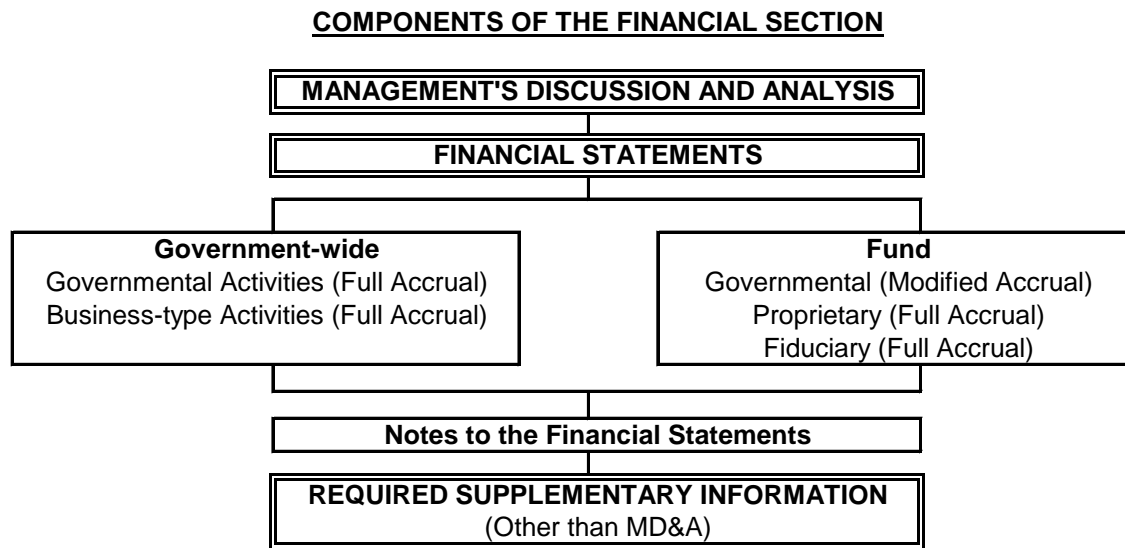 COMPONENTS OF THE FINANCIAL SECTION
MANAGEMENT'S DISCUSSION AND ANALYSIS
FINANCIAL STATEMENTS
Government-wide
Governmental Activities (Full Accrual)
Business-type Activities (Full Accrual)
Fund
Governmental (Modified Accrual)
Proprietary (Full Accrual)
Fiduciary (Full Accrual)
Notes to the Financial Statements
REQUIRED SUPPLEMENTARY INFORMATION
(Other than MD&A)